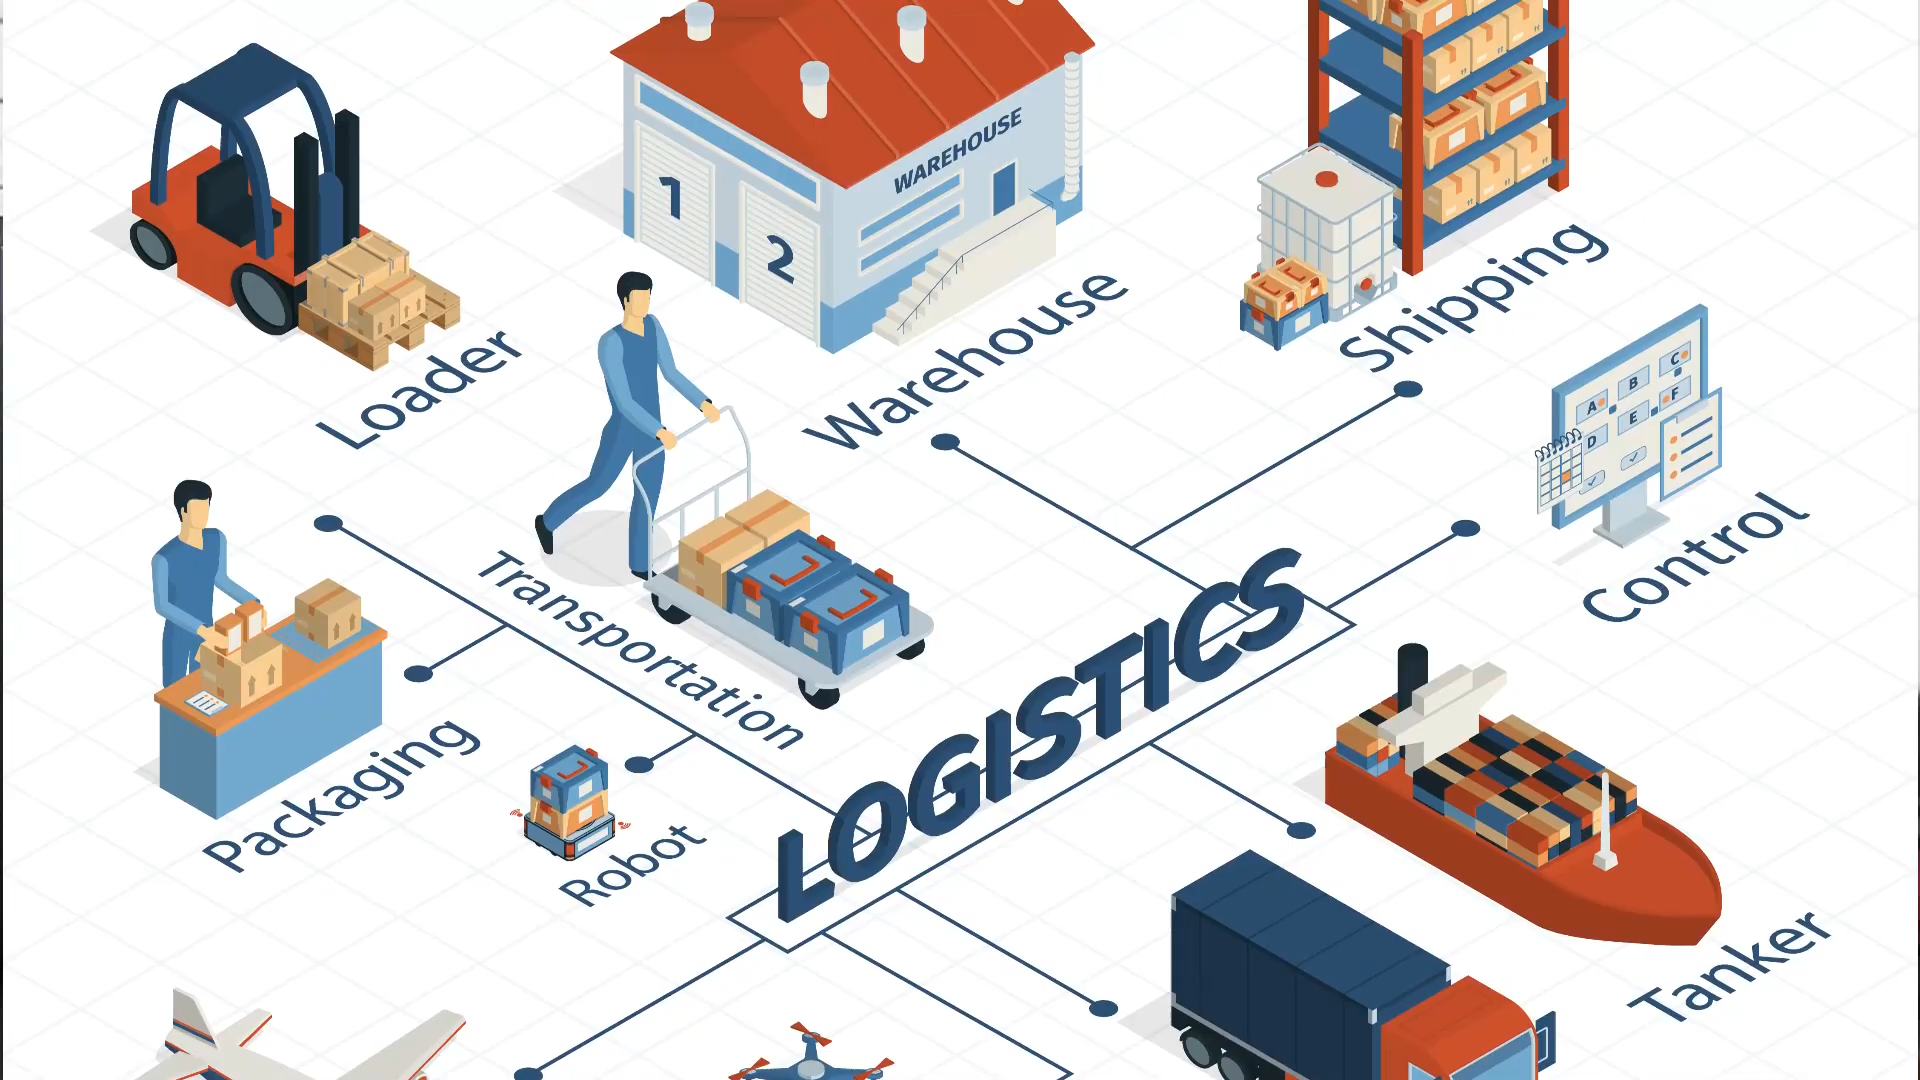 WAREHOUSE
1
2
Loader
Warehouse
Shipping
A
B
C
D
E
F
Control
Transportation
Packaging
Robot
LOGISTICS
Tanker